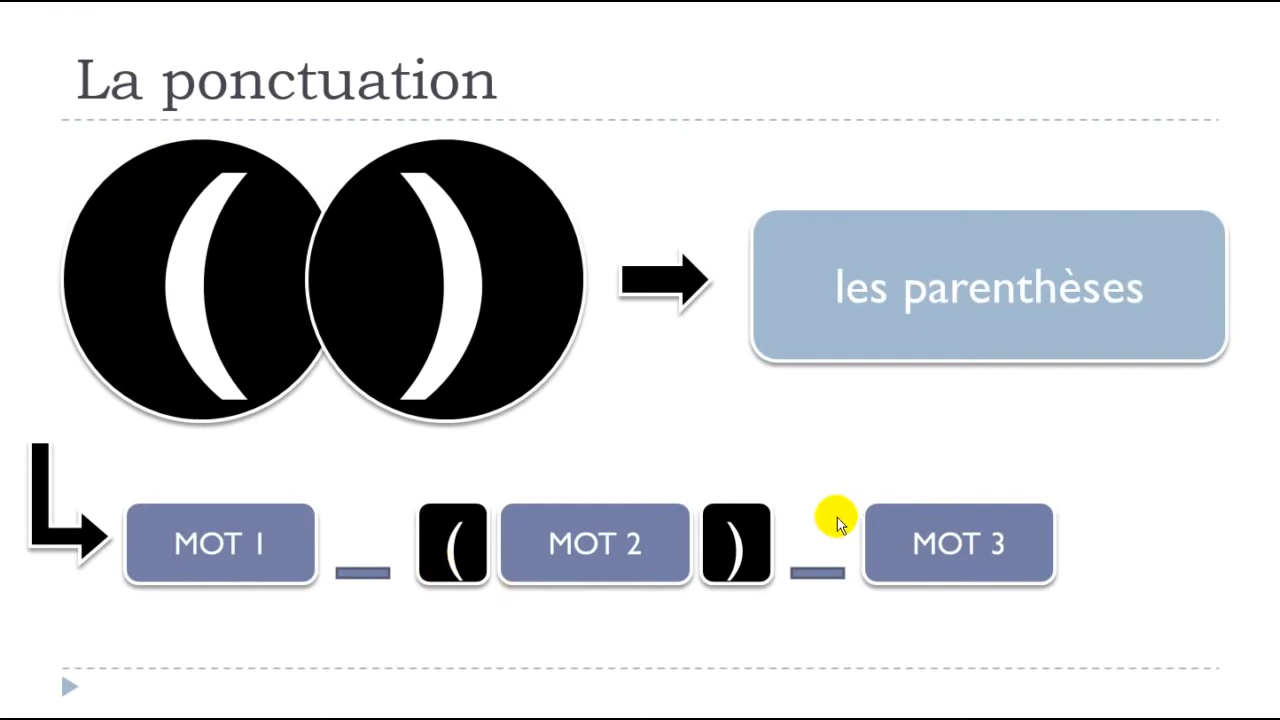 La ponctuation
( )
les parenthèses
MOT 1 _ ( MOT 2 ) _ MOT 3